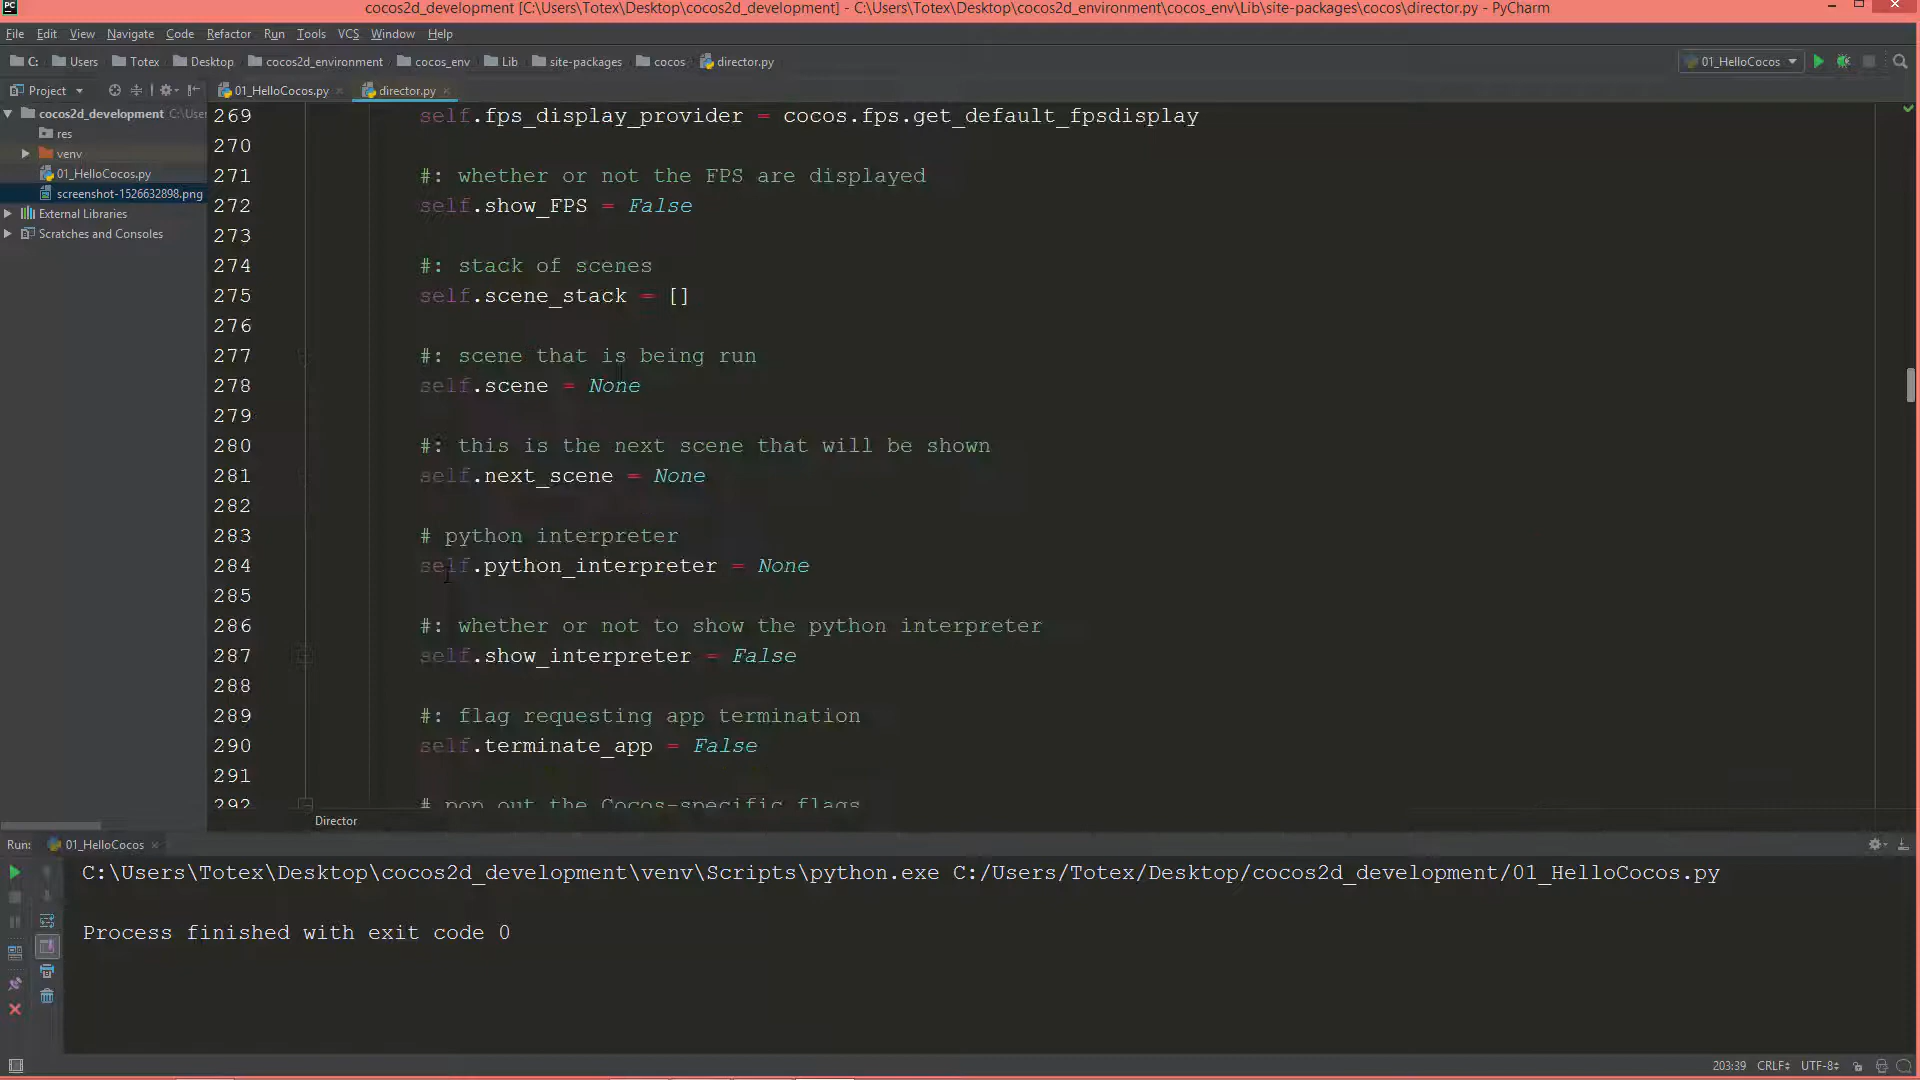 cocos2d_development [C:\Users\Totex\Desktop\cocos2d_development] - C:\Users\Totex\Desktop\cocos2d_environment\cocos_env\Lib\site-packages\cocos\director.py - PyCharm
File Edit View Navigate Code Refactor Run Tools VCS Window Help
C: Users Totex Desktop cocos2d_environment cocos_env Lib site-packages cocos director.py 01_HelloCocos
Project 01_HelloCocos.py director.py
cocos2d_development C:\User
res
venv
01_HelloCocos.py
screenshot-1526632898.png
External Libraries
Scratches and Consoles
269 self.fps_display_provider = cocos.fps.get_default_fpsdisplay
270
271 #: whether or not the FPS are displayed
272 self.show_FPS = False
273
274 #: stack of scenes
275 self.scene_stack = []
276
277 #: scene that is being run
278 self.scene = None
279
280 #: this is the next scene that will be shown
281 self.next_scene = None
282
283 # python interpreter
284 self.python_interpreter = None
285
286 #: whether or not to show the python interpreter
287 self.show_interpreter = False
288
289 #: flag requesting app termination
290 self.terminate_app = False
291
292 # pop out the Cocos-specific flags
Director
Run: 01_HelloCocos
C:\Users\Totex\Desktop\cocos2d_development\venv\Scripts\python.exe C:/Users/Totex/Desktop/cocos2d_development/01_HelloCocos.py
Process finished with exit code 0
203:39 CRLF UTF-8